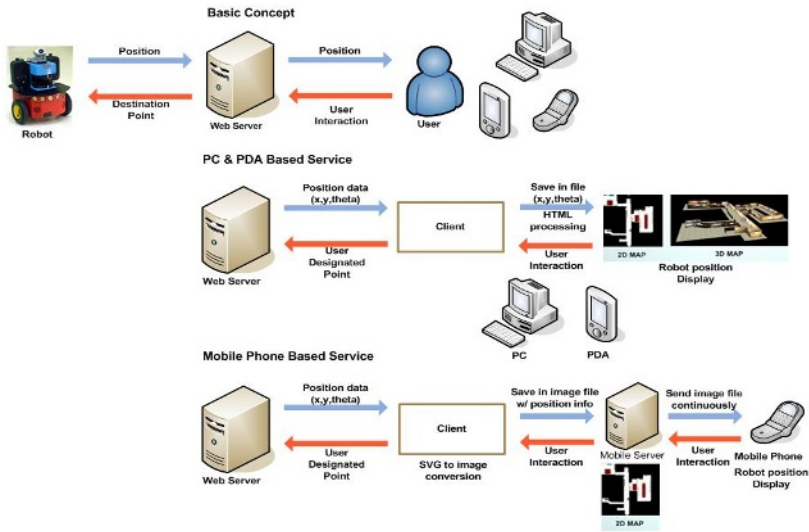 Basic Concept
Position
Position
Destination
Point
User
Interaction
Robot
Web Server
User
PC & PDA Based Service
Position data
(x,y,theta)
Save in file
(x,y,theta)
HTML
processing
Client
User
Designated
Point
User
Interaction
2D MAP
3D MAP
Web Server
Robot position
Display
PC
PDA
Mobile Phone Based Service
Position data
(x,y,theta)
Save in image file
w/ position info
Send image file
continuously
Client
User
Designated
Point
User
Interaction
Mobile Server
User
Interaction
Mobile Phone
Web Server
SVG to image
conversion
Robot position
Display
2D MAP